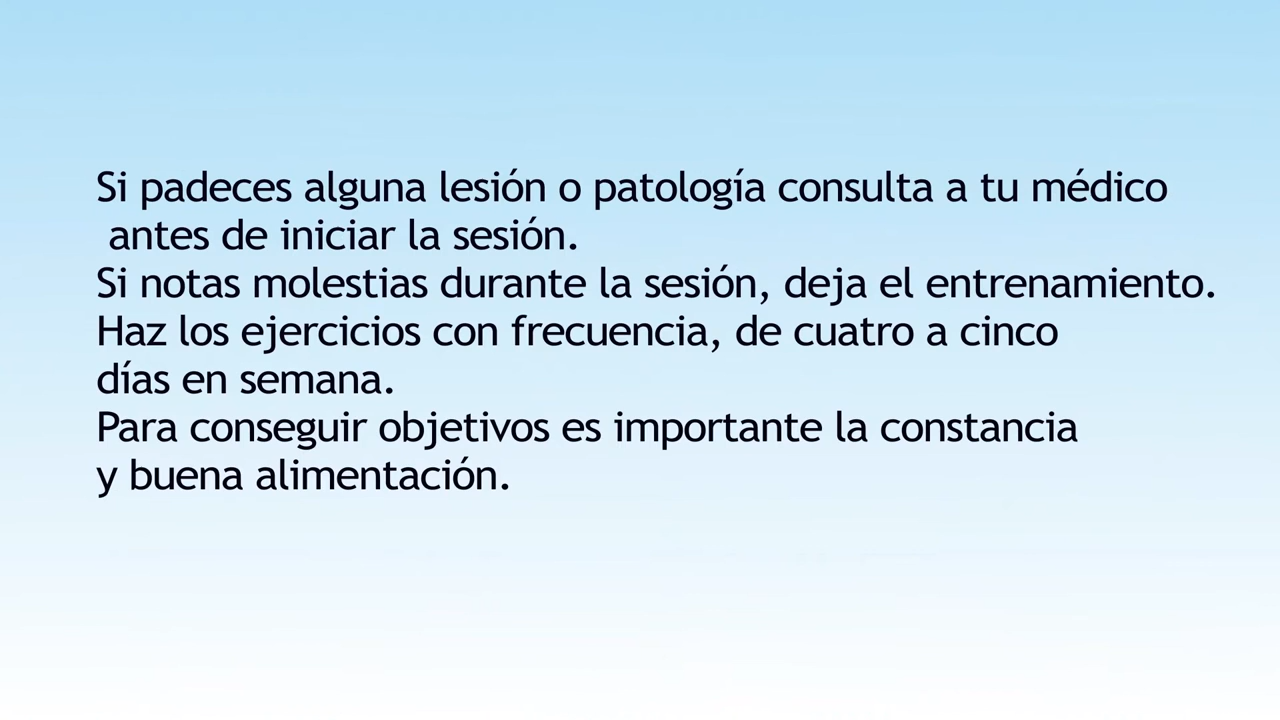 Si padeces alguna lesión o patología consulta a tu médico
antes de iniciar la sesión.
Si notas molestias durante la sesión, deja el entrenamiento.
Haz los ejercicios con frecuencia, de cuatro a cinco
días en semana.
Para conseguir objetivos es importante la constancia
y buena alimentación.